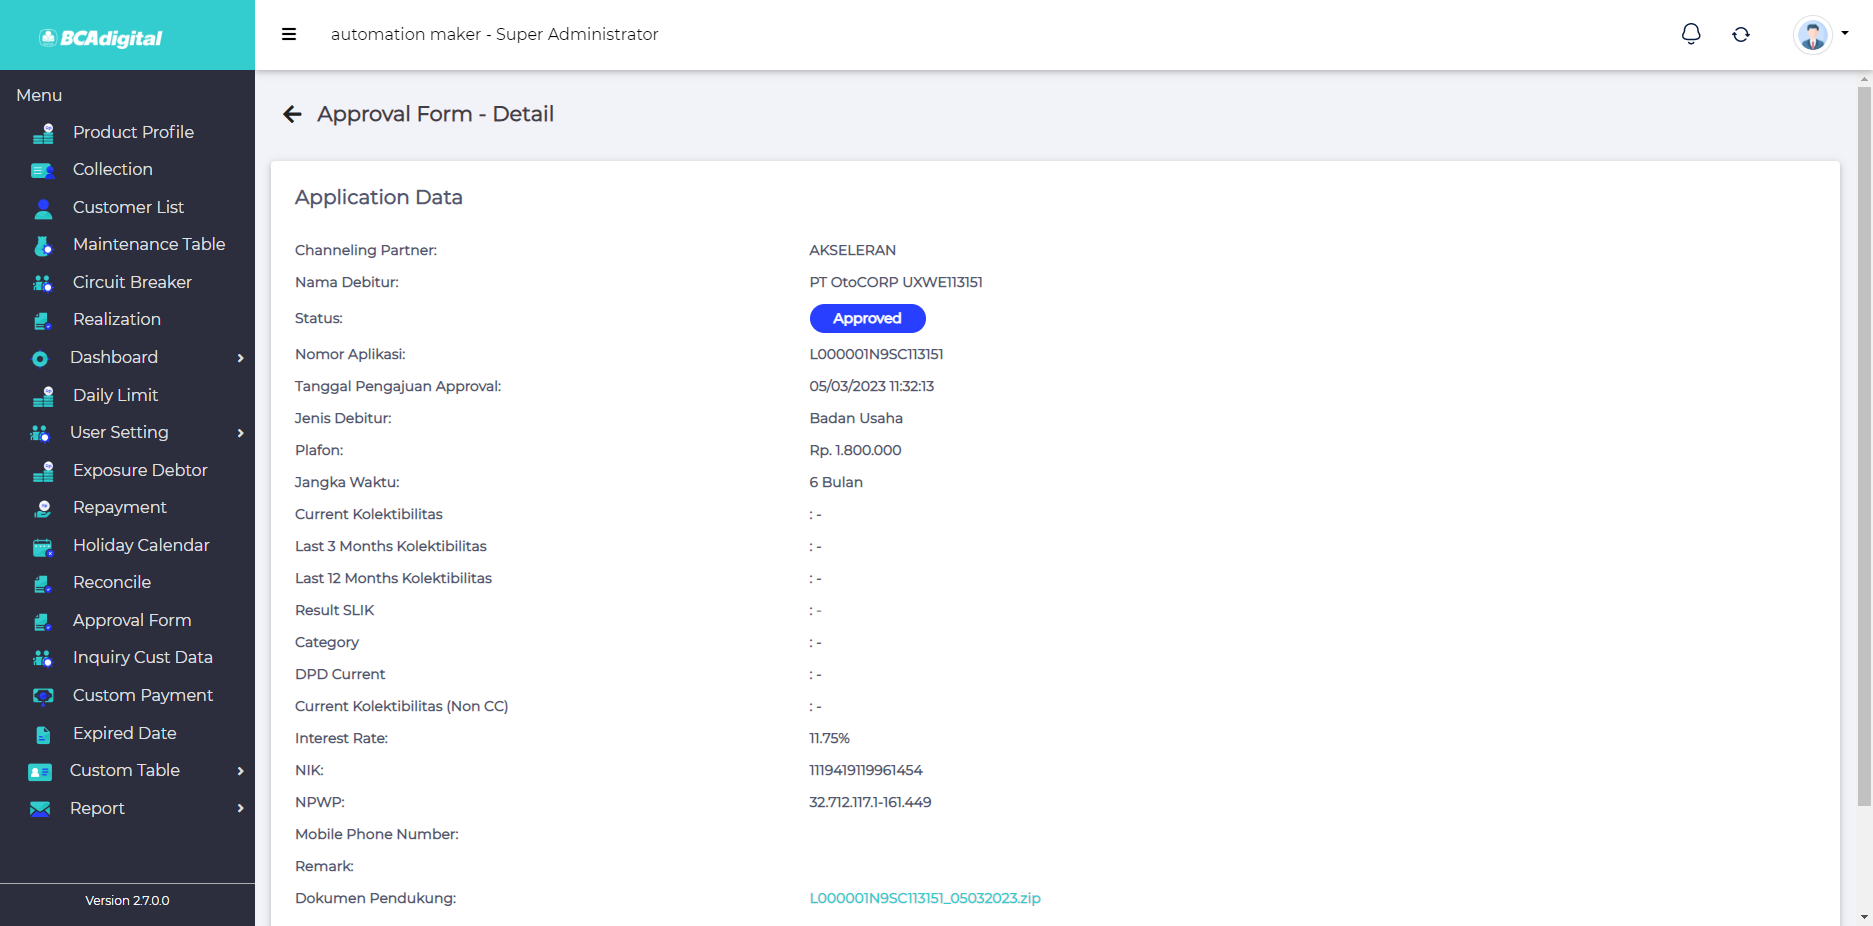 BCAdigital
automation maker - Super Administrator
Menu
Product Profile
Collection
Customer List
Maintenance Table
Circuit Breaker
Realization
Dashboard
Daily Limit
User Setting
Exposure Debtor
Repayment
Holiday Calendar
Reconcile
Approval Form
Inquiry Cust Data
Custom Payment
Expired Date
Custom Table
Report
Version 2.7.0.0
Approval Form - Detail
Application Data
Channeling Partner: AKSELERAN
Nama Debitur: PT OtoCORP UXWE113151
Status: Approved
Nomor Aplikasi: L000001N9SC113151
Tanggal Pengajuan Approval: 05/03/2023 11:32:13
Jenis Debitur: Badan Usaha
Plafon: Rp. 1.800.000
Jangka Waktu: 6 Bulan
Current Kolektibilitas : -
Last 3 Months Kolektibilitas : -
Last 12 Months Kolektibilitas : -
Result SLIK : -
Category : -
DPD Current : -
Current Kolektibilitas (Non CC) : -
Interest Rate: 11.75%
NIK: 1119419119961454
NPWP: 32.712.117.1-161.449
Mobile Phone Number:
Remark:
Dokumen Pendukung: L000001N9SC113151_05032023.zip